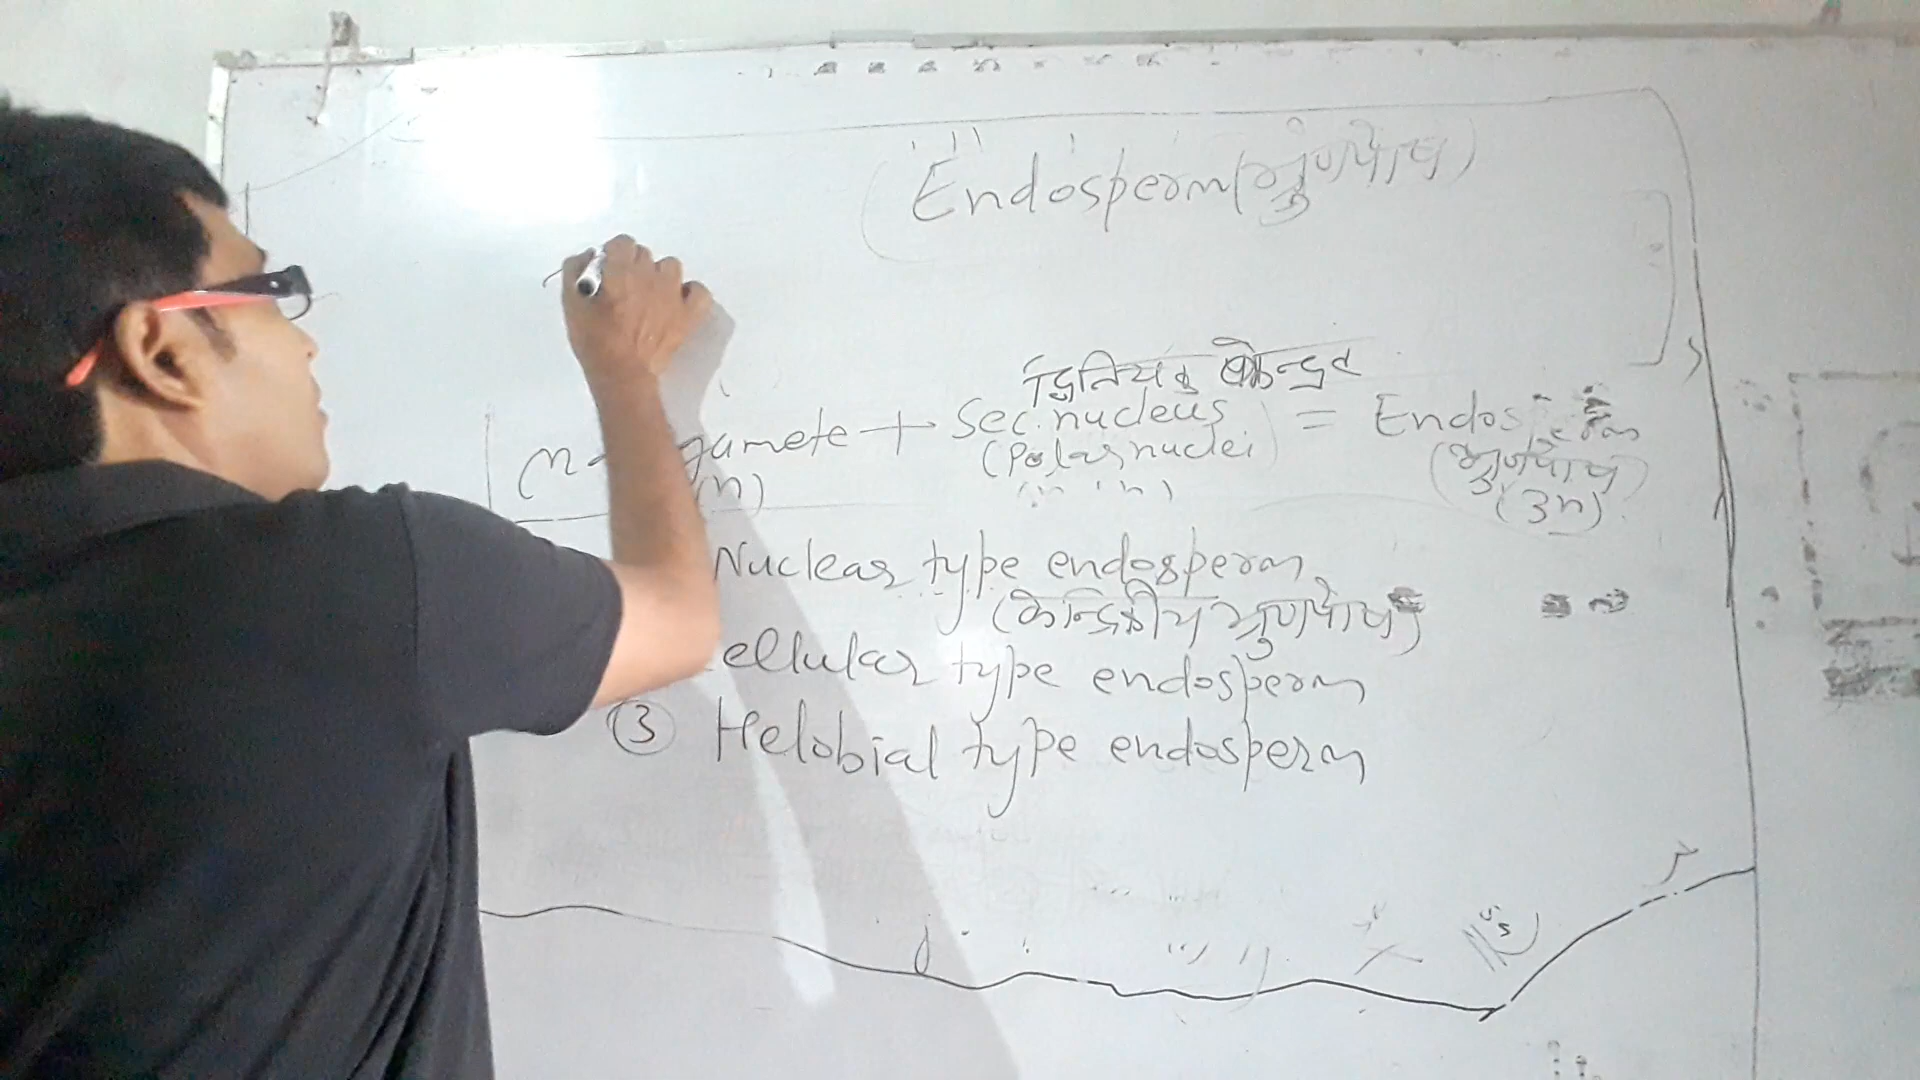 Endosperm (भ्रुणपोष)
द्वितियक केन्द्रक
gamete + Sec. nucleus = Endosperm
(Polar nuclei) (भ्रुणपोष)
(n) (3n)
Nuclear type endosperm
(केन्द्रिकीय भ्रुणपोष)
ellular type endosperm
③ Helobial type endosperm